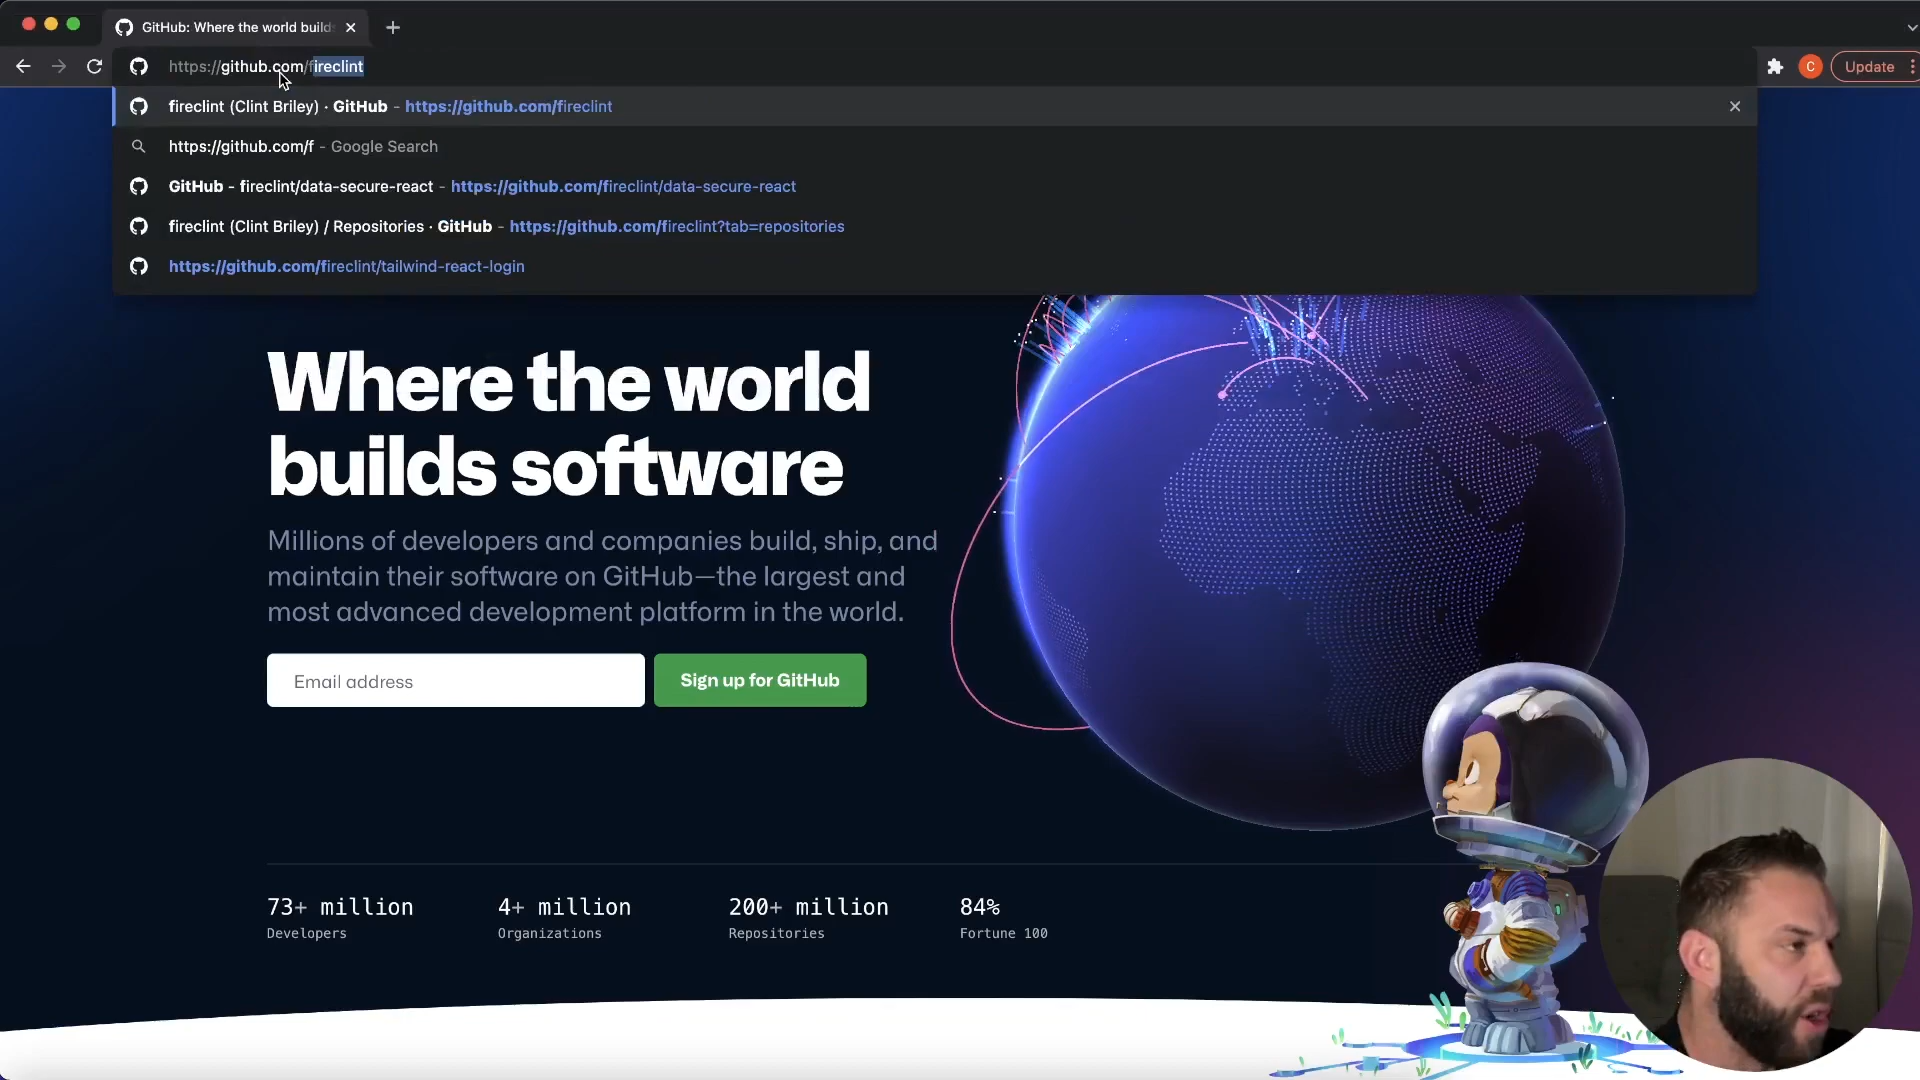 GitHub: Where the world builds
https://github.com/fireclint
C
Update
fireclint (Clint Briley) · GitHub - https://github.com/fireclint
https://github.com/f - Google Search
GitHub - fireclint/data-secure-react - https://github.com/fireclint/data-secure-react
fireclint (Clint Briley) / Repositories · GitHub - https://github.com/fireclint?tab=repositories
https://github.com/fireclint/tailwind-react-login
Where the world
builds software
Millions of developers and companies build, ship, and
maintain their software on GitHub—the largest and
most advanced development platform in the world.
Email address
Sign up for GitHub
73+ million
Developers
4+ million
Organizations
200+ million
Repositories
84%
Fortune 100